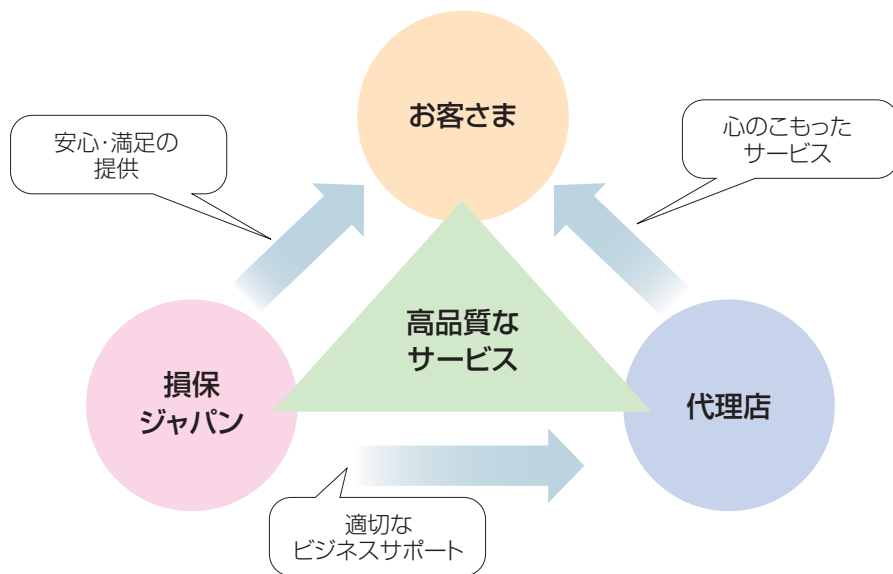 お客さま
安心・満足の
提供
心のこもった
サービス
高品質な
サービス
損保
ジャパン
代理店
適切な
ビジネスサポート